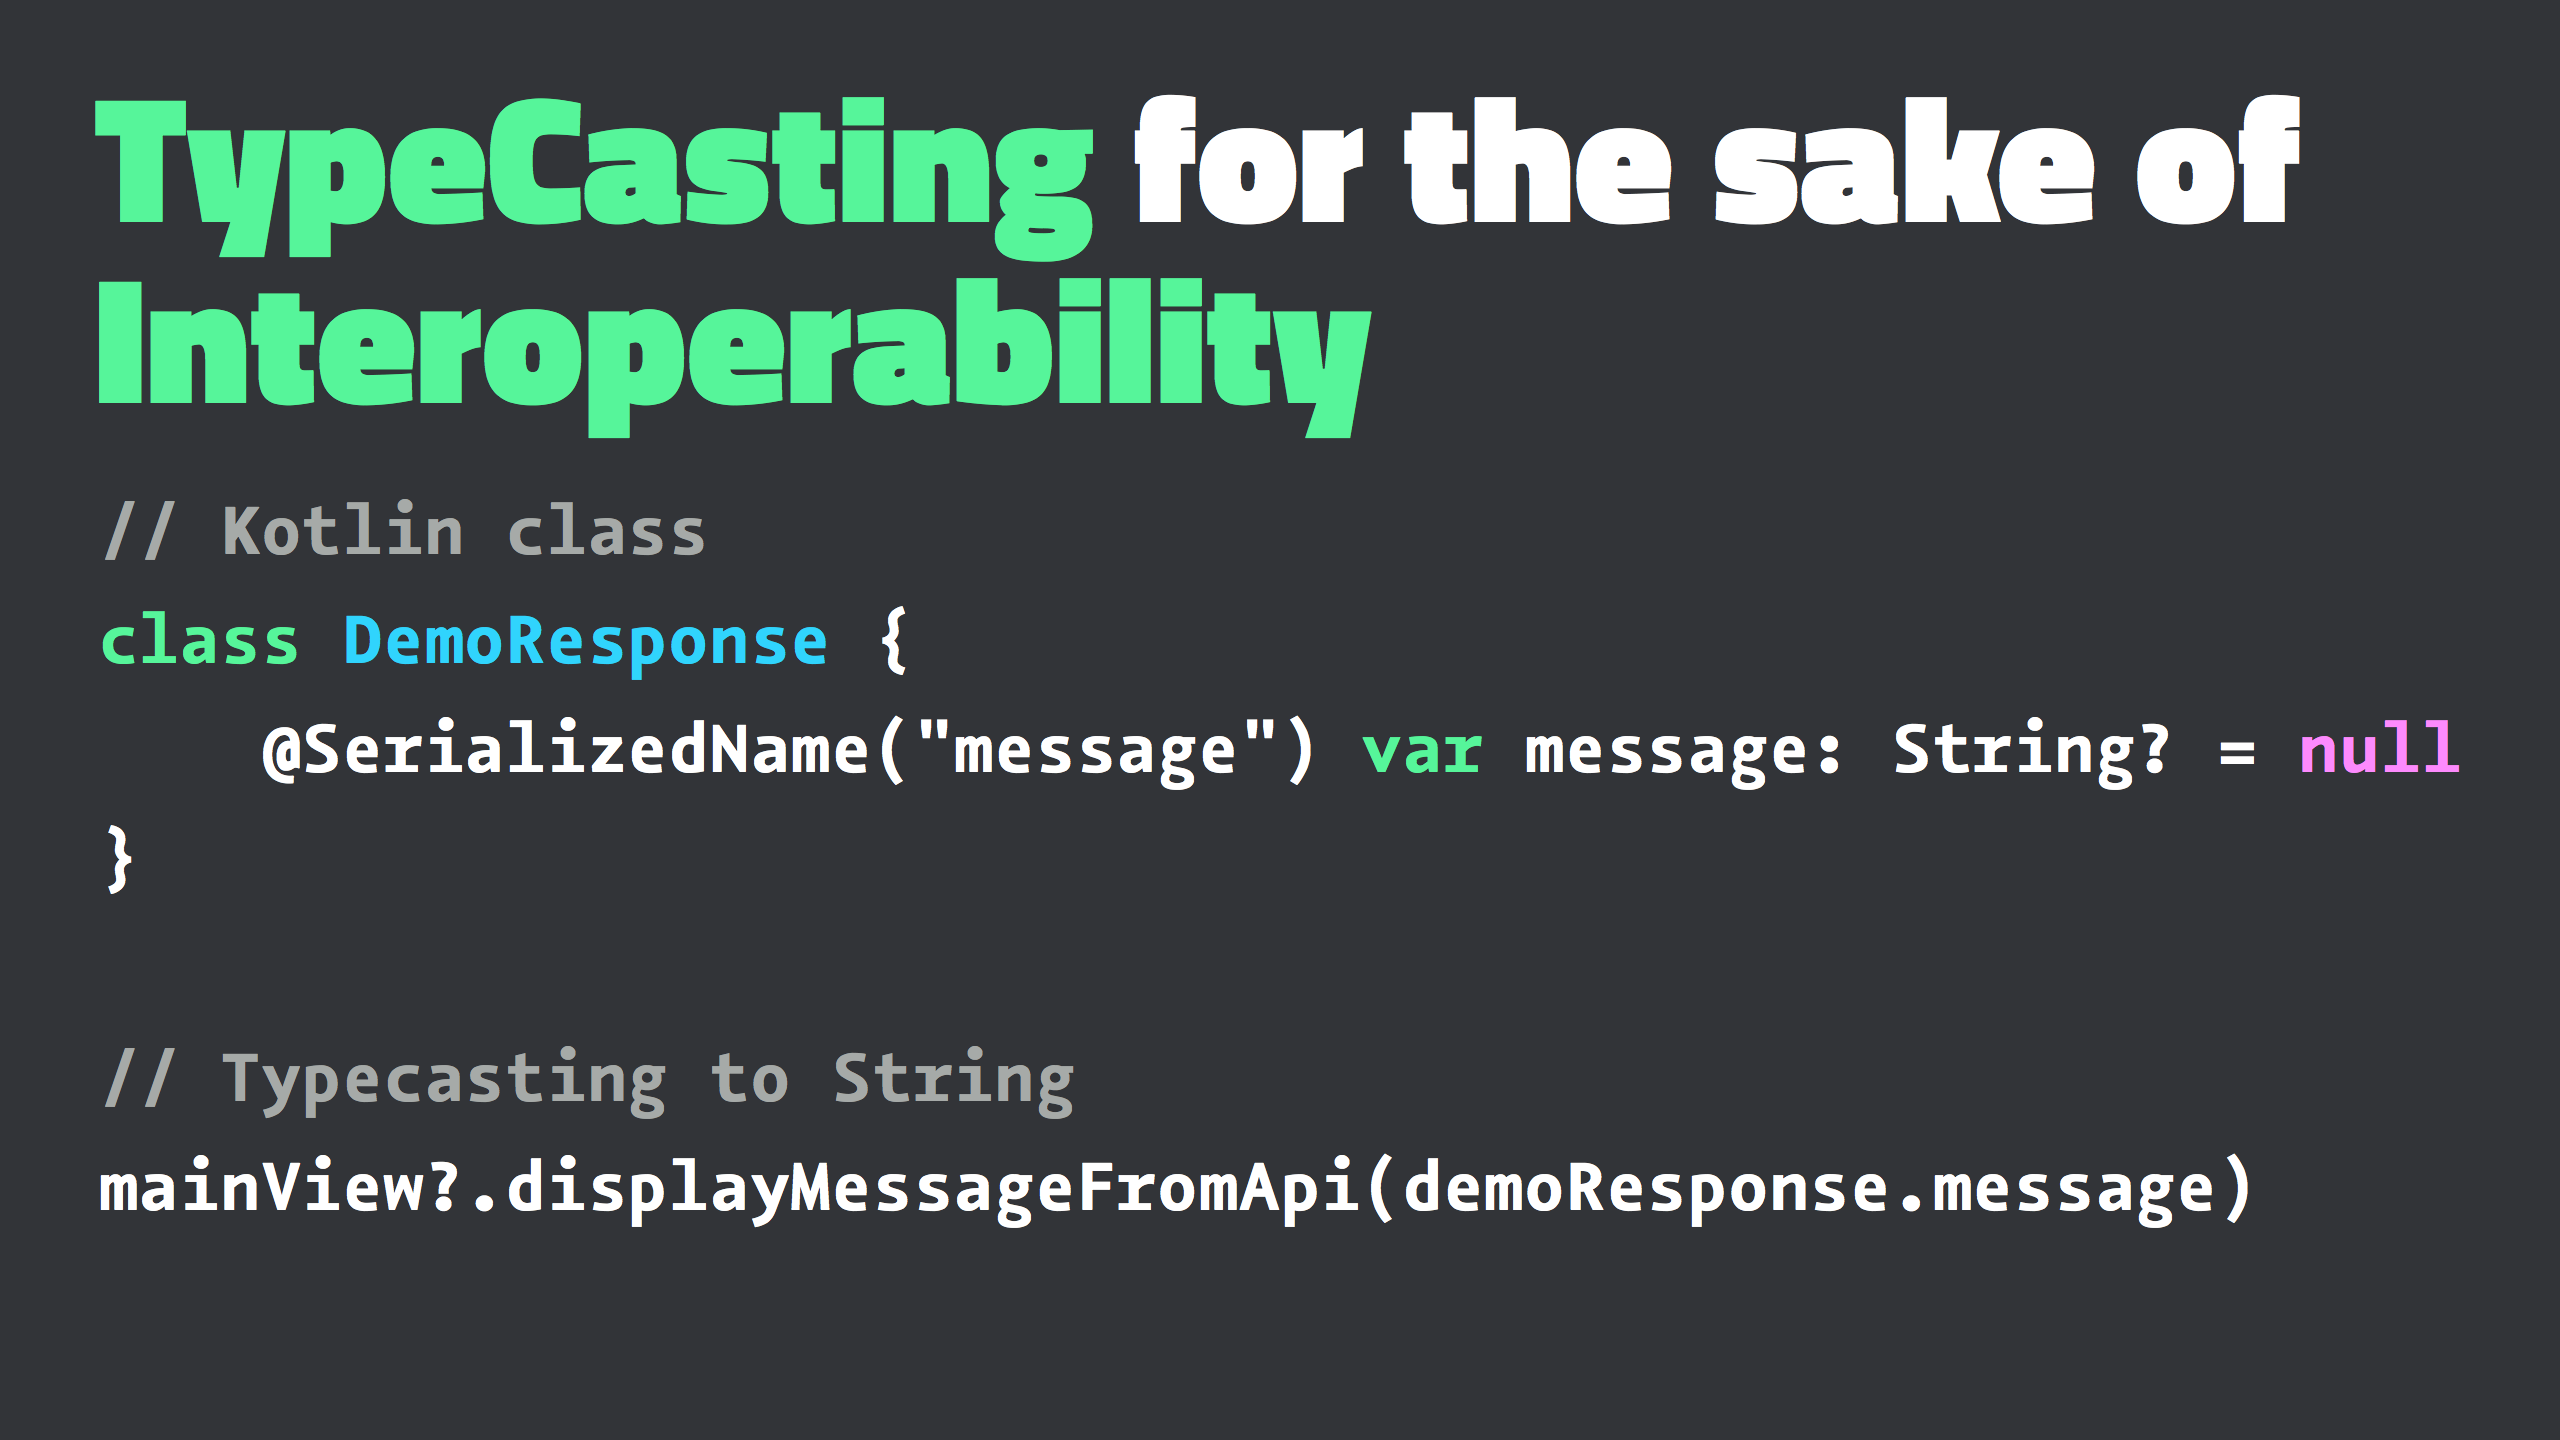 TypeCasting for the sake of
Interoperability
// Kotlin class
class DemoResponse {
    @SerializedName("message") var message: String? = null
}
// Typecasting to String
mainView?.displayMessageFromApi(demoResponse.message)